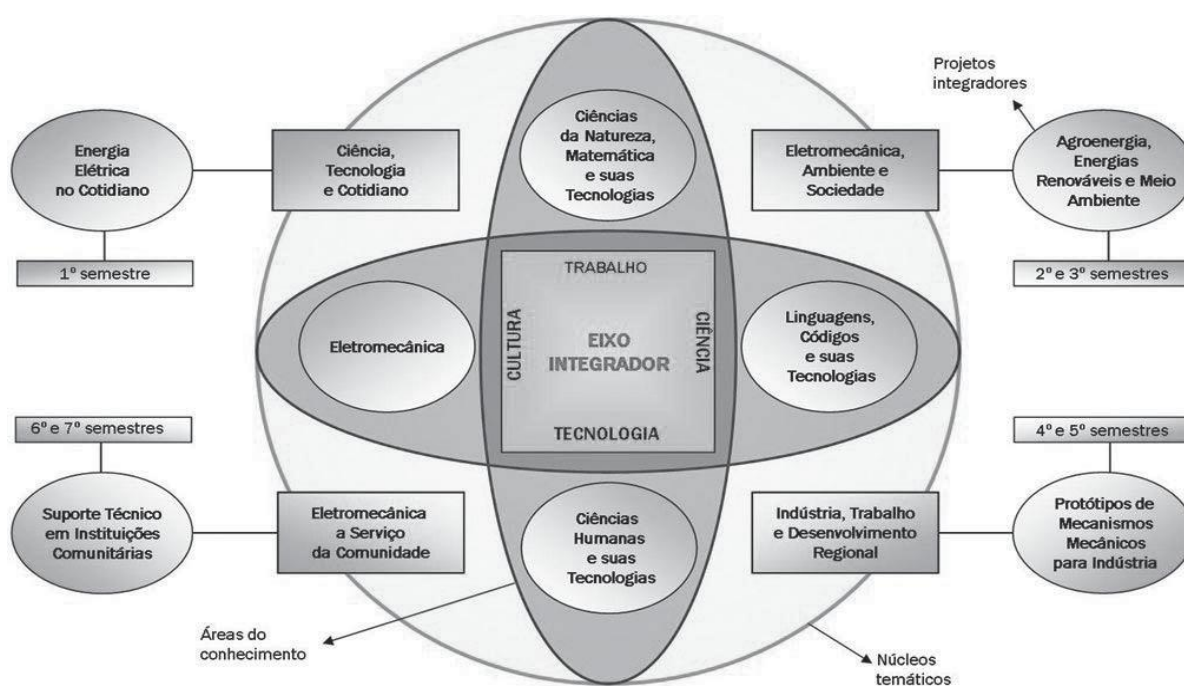 Projetos
integradores
Energia
Elétrica
no Cotidiano
Ciência,
Tecnologia
e Cotidiano
Ciências
da Natureza,
Matemática
e suas
Tecnologias
Eletromecânica,
Ambiente e
Sociedade
Agroenergia,
Energias
Renováveis e Meio
Ambiente
1º semestre
2º e 3º semestres
Eletromecânica
TRABALHO
CULTURA
EIXO
INTEGRADOR
CIÊNCIA
TECNOLOGIA
Linguagens,
Códigos
e suas
Tecnologias
6º e 7º semestres
4º e 5º semestres
Suporte Técnico
em Instituições
Comunitárias
Eletromecânica
a Serviço
da Comunidade
Ciências
Humanas
e suas
Tecnologias
Indústria, Trabalho
e Desenvolvimento
Regional
Protótipos de
Mecanismos
Mecânicos
para Indústria
Áreas do
conhecimento
Núcleos
temáticos